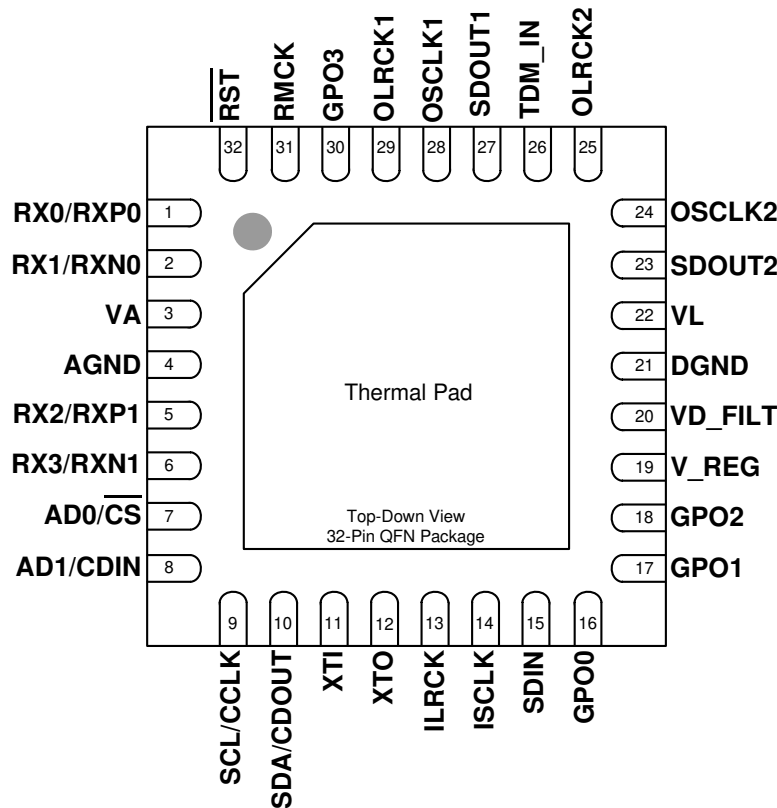 RST
RMCK
GPO3
OLRCK1
OSCLK1
SDOUT1
TDM_IN
OLRCK2
32
31
30
29
28
27
26
25
RX0/RXP0
1
24
OSCLK2
RX1/RXN0
2
23
SDOUT2
VA
3
22
VL
AGND
4
21
DGND
Thermal Pad
RX2/RXP1
5
20
VD_FILT
RX3/RXN1
6
19
V_REG
AD0/CS
7
18
GPO2
Top-Down View
32-Pin QFN Package
AD1/CDIN
8
17
GPO1
9
10
11
12
13
14
15
16
SCL/CCLK
SDA/CDOUT
XTI
XTO
ILRCK
ISCLK
SDIN
GPO0